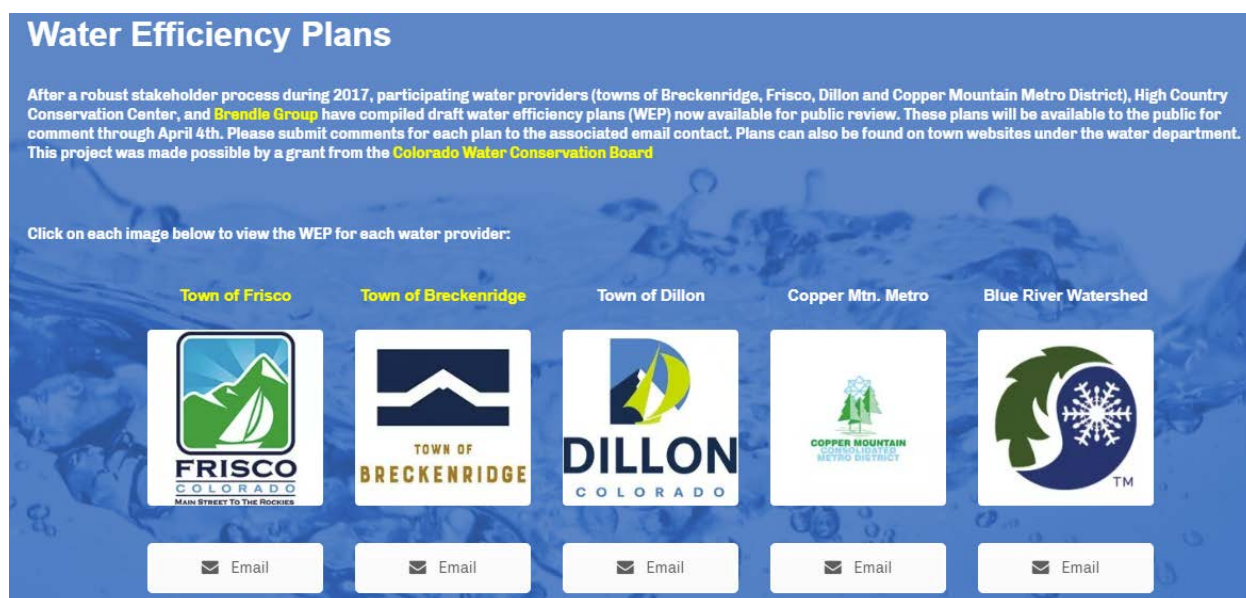 Water Efficiency Plans
After a robust stakeholder process during 2017, participating water providers (towns of Breckenridge, Frisco, Dillon and Copper Mountain Metro District), High Country
Conservation Center, and Brendle Group have compiled draft water efficiency plans (WEP) now available for public review. These plans will be available to the public for
comment through April 4th. Please submit comments for each plan to the associated email contact. Plans can also be found on town websites under the water department.
This project was made possible by a grant from the Colorado Water Conservation Board
Click on each image below to view the WEP for each water provider:
Town of Frisco
Town of Breckenridge
Town of Dillon
Copper Mtn. Metro
Blue River Watershed
FRISCO
COLORADO
MAIN STREET TO THE ROCKIES
TOWN OF
BRECKENRIDGE
DILLON
COLORADO
COPPER MOUNTAIN
CONSOLIDATED
METRO DISTRICT
TM
Email
Email
Email
Email
Email